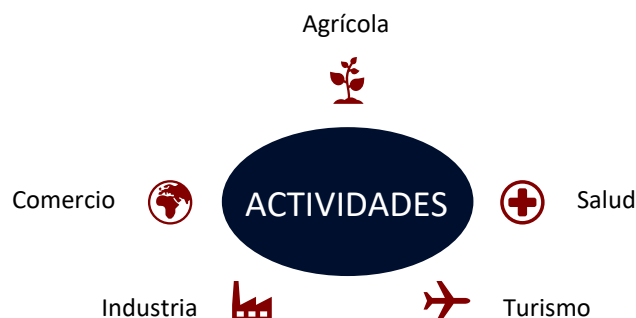 Agrícola
Comercio
ACTIVIDADES
Salud
Industria
Turismo